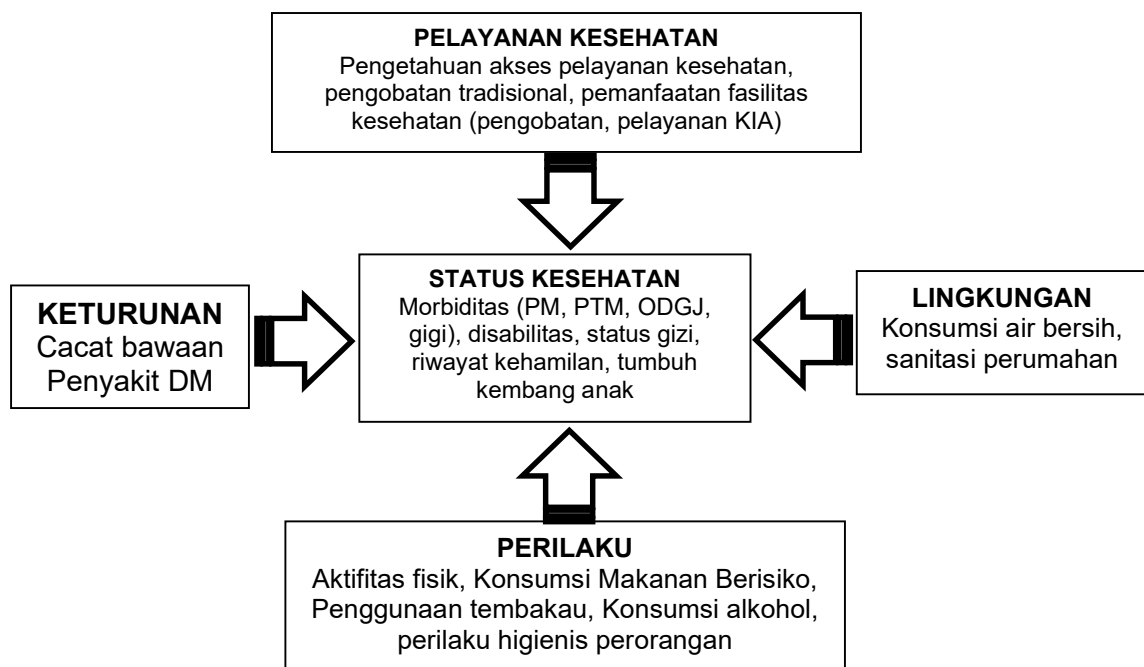 PELAYANAN KESEHATAN
Pengetahuan akses pelayanan kesehatan,
pengobatan tradisional, pemanfaatan fasilitas
kesehatan (pengobatan, pelayanan KIA)
KETURUNAN
Cacat bawaan
Penyakit DM
STATUS KESEHATAN
Morbiditas (PM, PTM, ODGJ,
gigi), disabilitas, status gizi,
riwayat kehamilan, tumbuh
kembang anak
LINGKUNGAN
Konsumsi air bersih,
sanitasi perumahan
PERILAKU
Aktifitas fisik, Konsumsi Makanan Berisiko,
Penggunaan tembakau, Konsumsi alkohol,
perilaku higienis perorangan